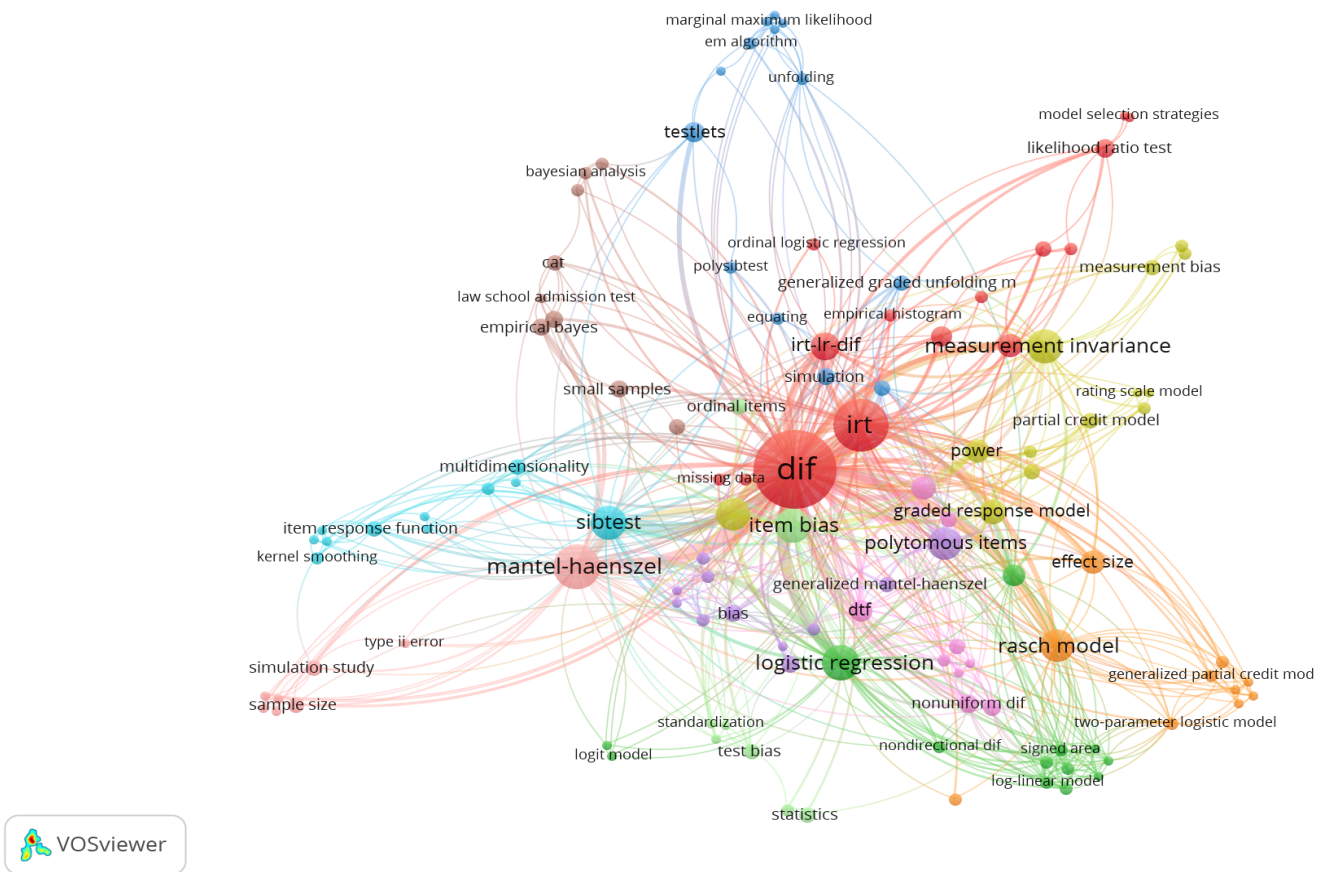 marginal maximum likelihood
em algorithm
unfolding
model selection strategies
testlets
likelihood ratio test
bayesian analysis
ordinal logistic regression
cat
polysibtest
measurement bias
generalized graded unfolding m
law school admission test
equating
empirical histogram
empirical bayes
irt-lr-dif
measurement invariance
simulation
small samples
rating scale model
ordinal items
partial credit model
irt
power
multidimensionality
dif
missing data
graded response model
sibtest
item bias
item response function
polytomous items
kernel smoothing
mantel-haenszel
effect size
generalized mantel-haenszel
bias
dtf
type ii error
rasch model
simulation study
logistic regression
generalized partial credit mod
sample size
nonuniform dif
standardization
two-parameter logistic model
logit model
test bias
nondirectional dif
signed area
log-linear model
statistics
VOSviewer